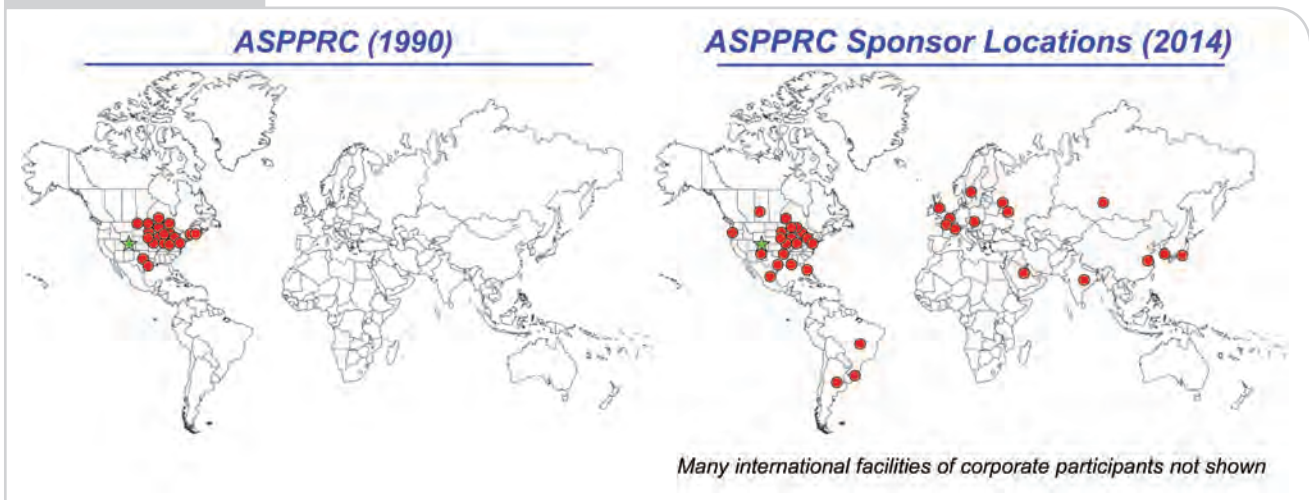 ASPPRC (1990)
ASPPRC Sponsor Locations (2014)
Many international facilities of corporate participants not shown